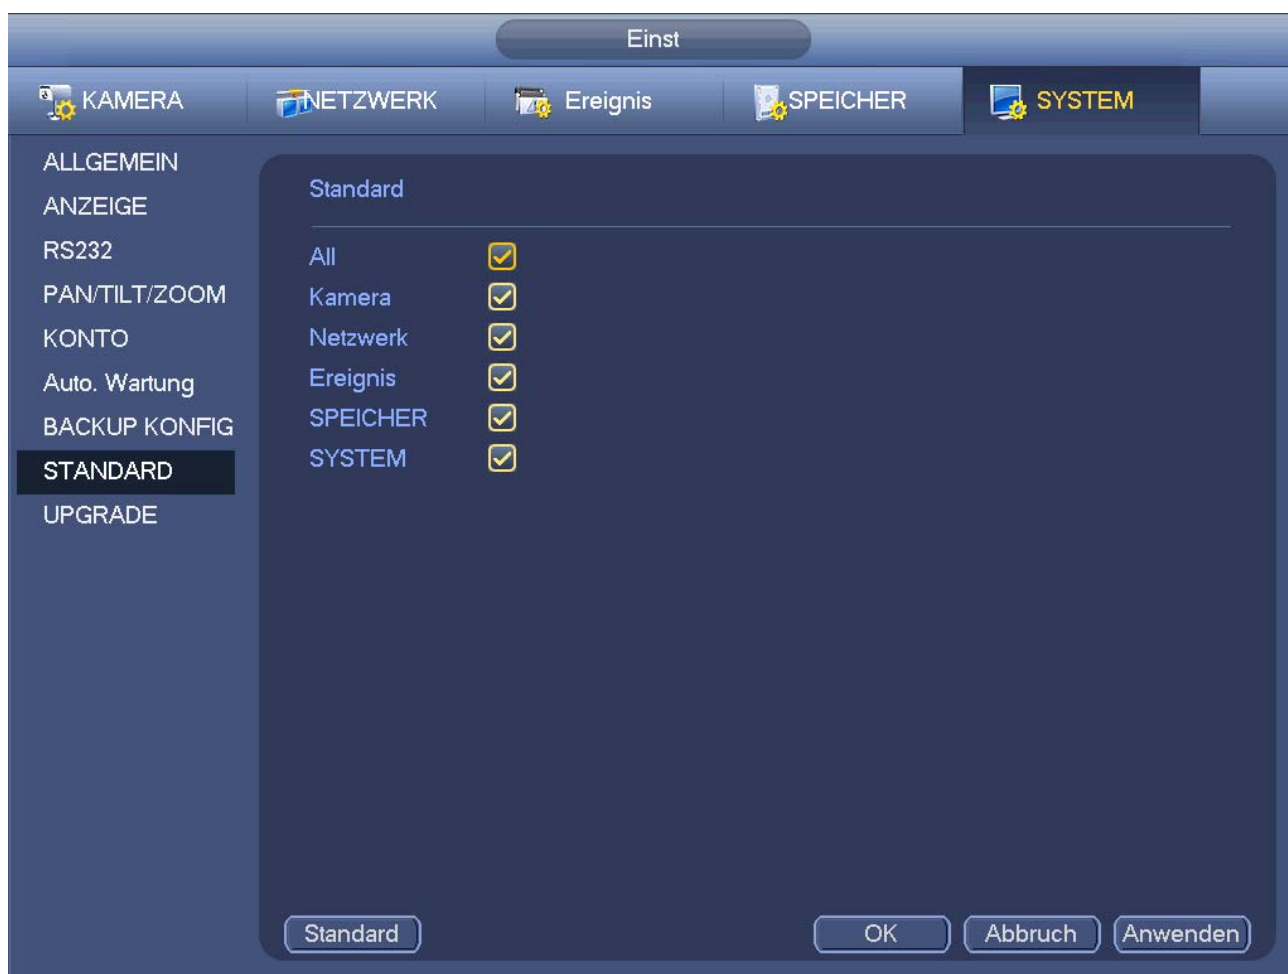 Einst
KAMERA NETZWERK Ereignis SPEICHER SYSTEM
ALLGEMEIN
ANZEIGE
RS232
PAN/TILT/ZOOM
KONTO
Auto. Wartung
BACKUP KONFIG
STANDARD
UPGRADE
Standard
All
Kamera
Netzwerk
Ereignis
SPEICHER
SYSTEM
Standard OK Abbruch Anwenden